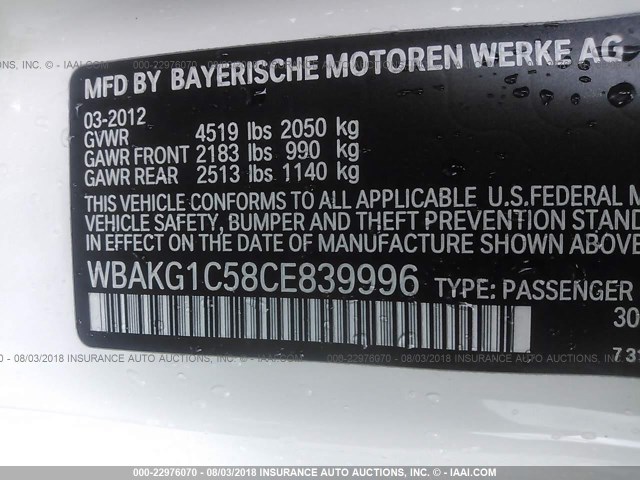 MFD BY BAYERISCHE MOTOREN WERKE AG
03-2012
GVWR 4519 lbs 2050 kg
GAWR FRONT 2183 lbs 990 kg
GAWR REAR 2513 lbs 1140 kg
THIS VEHICLE CONFORMS TO ALL APPLICABLE U.S.FEDERAL
VEHICLE SAFETY, BUMPER AND THEFT PREVENTION
IN EFFECT ON THE DATE OF MANUFACTURE SHOWN ABOVE
WBAKG1C58CE839996 TYPE: PASSENGER
30
73
000-22976070 - 08/03/2018 - INSURANCE AUTO AUCTIONS, INC. - © IAAI.COM